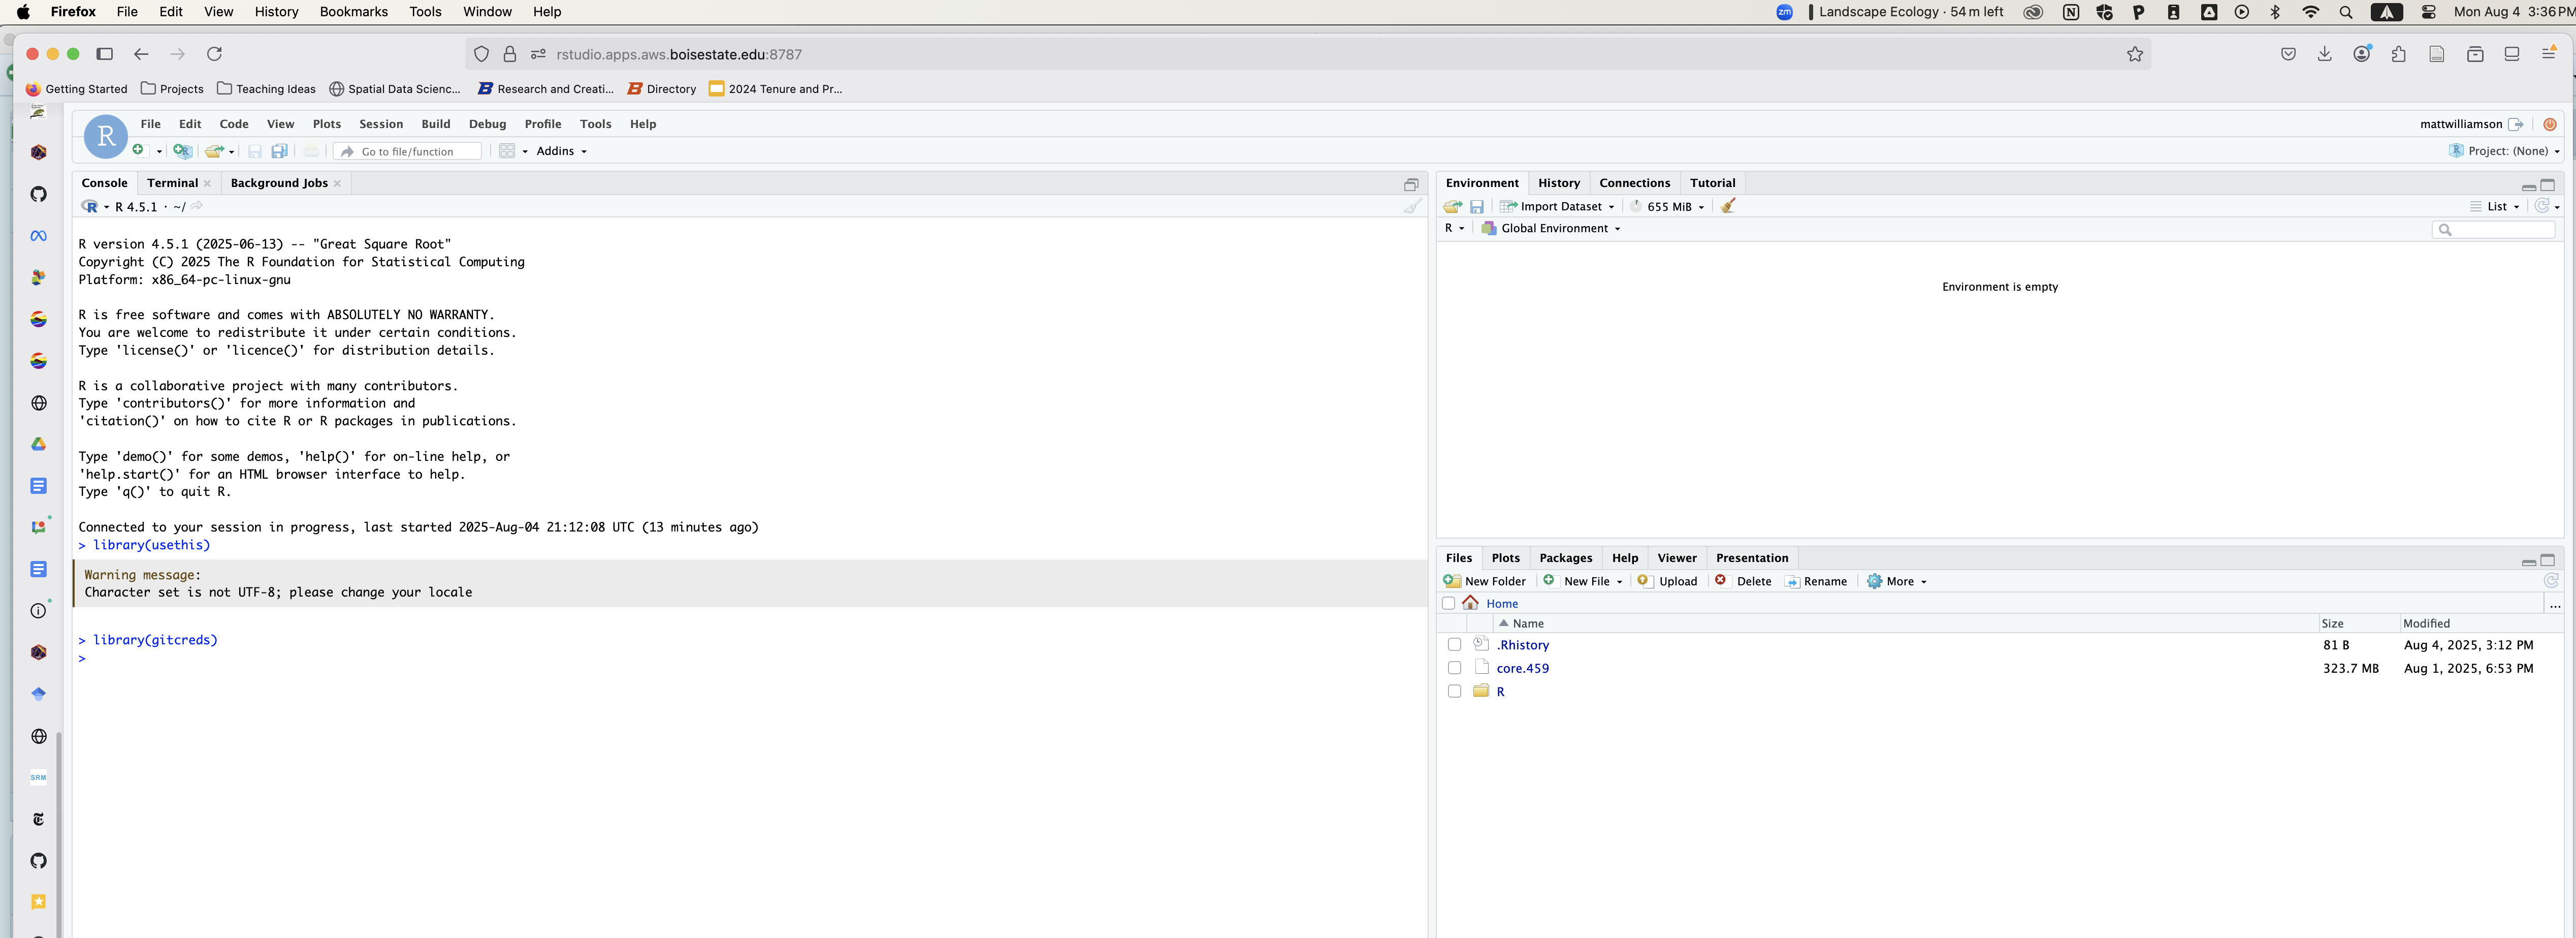 Firefox File Edit View History Bookmarks Tools Window Help
zm Landscape Ecology · 54 m left Mon Aug 4 3:36 PM
rstudio.apps.aws.boisestate.edu:8787
Getting Started Projects Teaching Ideas Spatial Data Scienc... Research and Creati... Directory 2024 Tenure and Pr...
R File Edit Code View Plots Session Build Debug Profile Tools Help
mattwilliamson
Go to file/function Addins
Project: (None)
Console Terminal Background Jobs
R 4.5.1 · ~/
R version 4.5.1 (2025-06-13) -- "Great Square Root"
Copyright (C) 2025 The R Foundation for Statistical Computing
Platform: x86_64-pc-linux-gnu
R is free software and comes with ABSOLUTELY NO WARRANTY.
You are welcome to redistribute it under certain conditions.
Type 'license()' or 'licence()' for distribution details.
R is a collaborative project with many contributors.
Type 'contributors()' for more information and
'citation()' on how to cite R or R packages in publications.
Type 'demo()' for some demos, 'help()' for on-line help, or
'help.start()' for an HTML browser interface to help.
Type 'q()' to quit R.
Connected to your session in progress, last started 2025-Aug-04 21:12:08 UTC (13 minutes ago)
> library(usethis)
Warning message:
Character set is not UTF-8; please change your locale
> library(gitcreds)
>
Environment History Connections Tutorial
Import Dataset 655 MiB List
R Global Environment
Environment is empty
Files Plots Packages Help Viewer Presentation
New Folder New File Upload Delete Rename More
Home ...
Name Size Modified
.Rhistory 81 B Aug 4, 2025, 3:12 PM
core.459 323.7 MB Aug 1, 2025, 6:53 PM
R
SRM